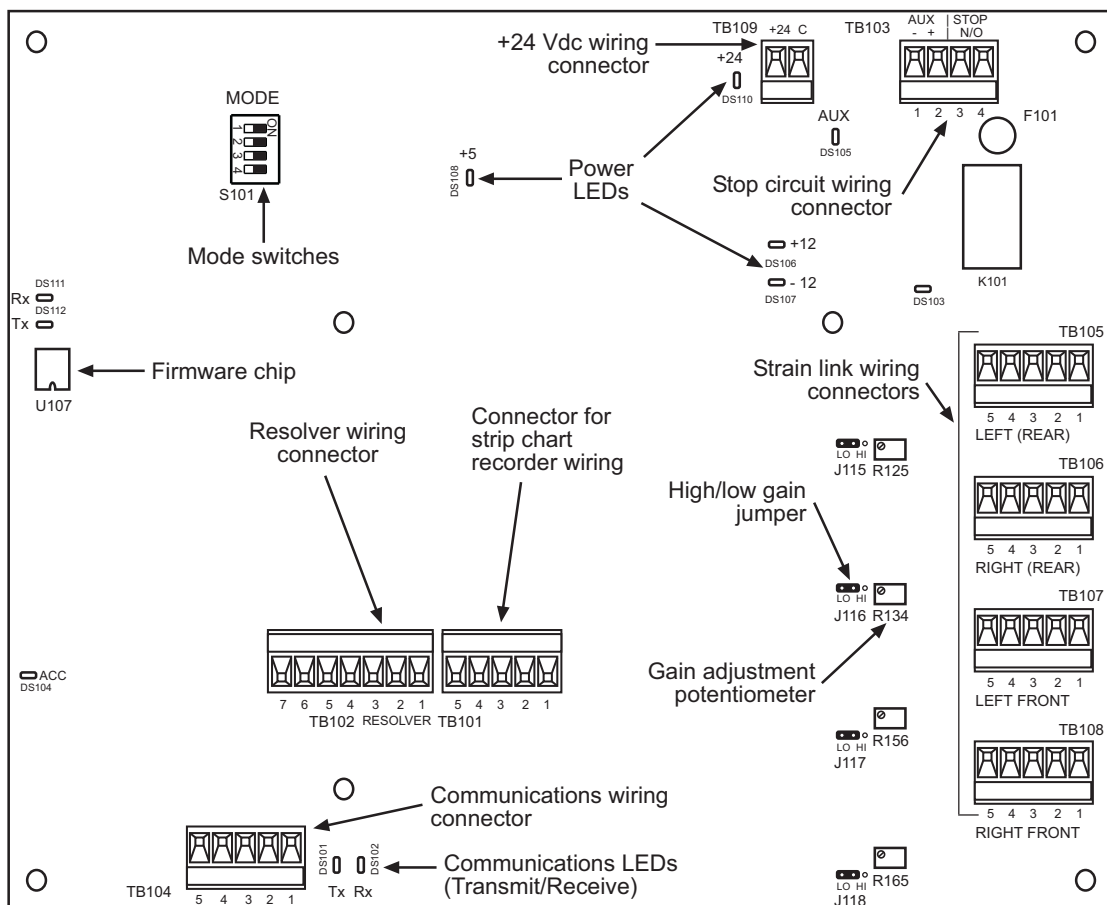 +24 Vdc wiring
connector
TB109
+24 C
TB103
AUX
- +
STOP
N/O
+24
DS110
1 2 3 4
F101
MODE
ON
1
2
3
4
S101
Mode switches
+5
DS108
Power
LEDs
AUX
DS105
Stop circuit wiring
connector
+12
DS106
- 12
DS107
DS103
K101
DS111
Rx
DS112
Tx
U107
Firmware chip
Resolver wiring
connector
Connector for
strip chart
recorder wiring
Strain link wiring
connectors
TB105
5 4 3 2 1
LEFT (REAR)
LO HI
J115 R125
TB106
5 4 3 2 1
RIGHT (REAR)
High/low gain
jumper
LO HI
J116 R134
TB107
5 4 3 2 1
LEFT FRONT
Gain adjustment
potentiometer
ACC
DS104
7 6 5 4 3 2 1
TB102 RESOLVER
5 4 3 2 1
TB101
R156
LO HI
J117
TB108
5 4 3 2 1
RIGHT FRONT
Communications wiring
connector
TB104
5 4 3 2 1
DS101
DS102
Tx Rx
Communications LEDs
(Transmit/Receive)
R165
LO HI
J118